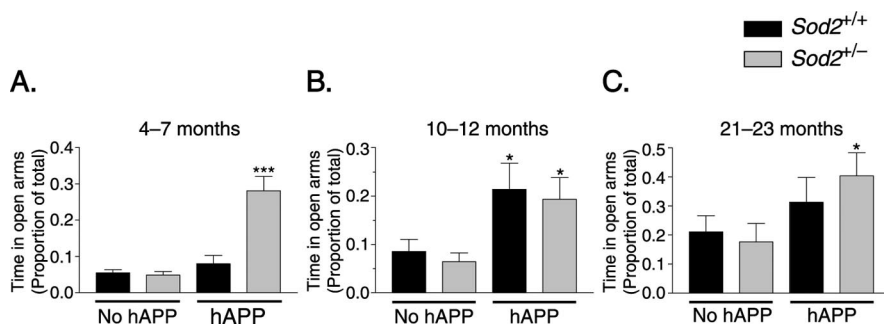 Sod2+/+
Sod2+/–
A.
4–7 months
Time in open arms
(Proportion of total)
0.4
0.3
0.2
0.1
0.0
No hAPP
hAPP
***
B.
10–12 months
Time in open arms
(Proportion of total)
0.3
0.2
0.1
0.0
No hAPP
hAPP
*
*
C.
21–23 months
Time in open arms
(Proportion of total)
0.5
0.4
0.3
0.2
0.1
0.0
No hAPP
hAPP
*